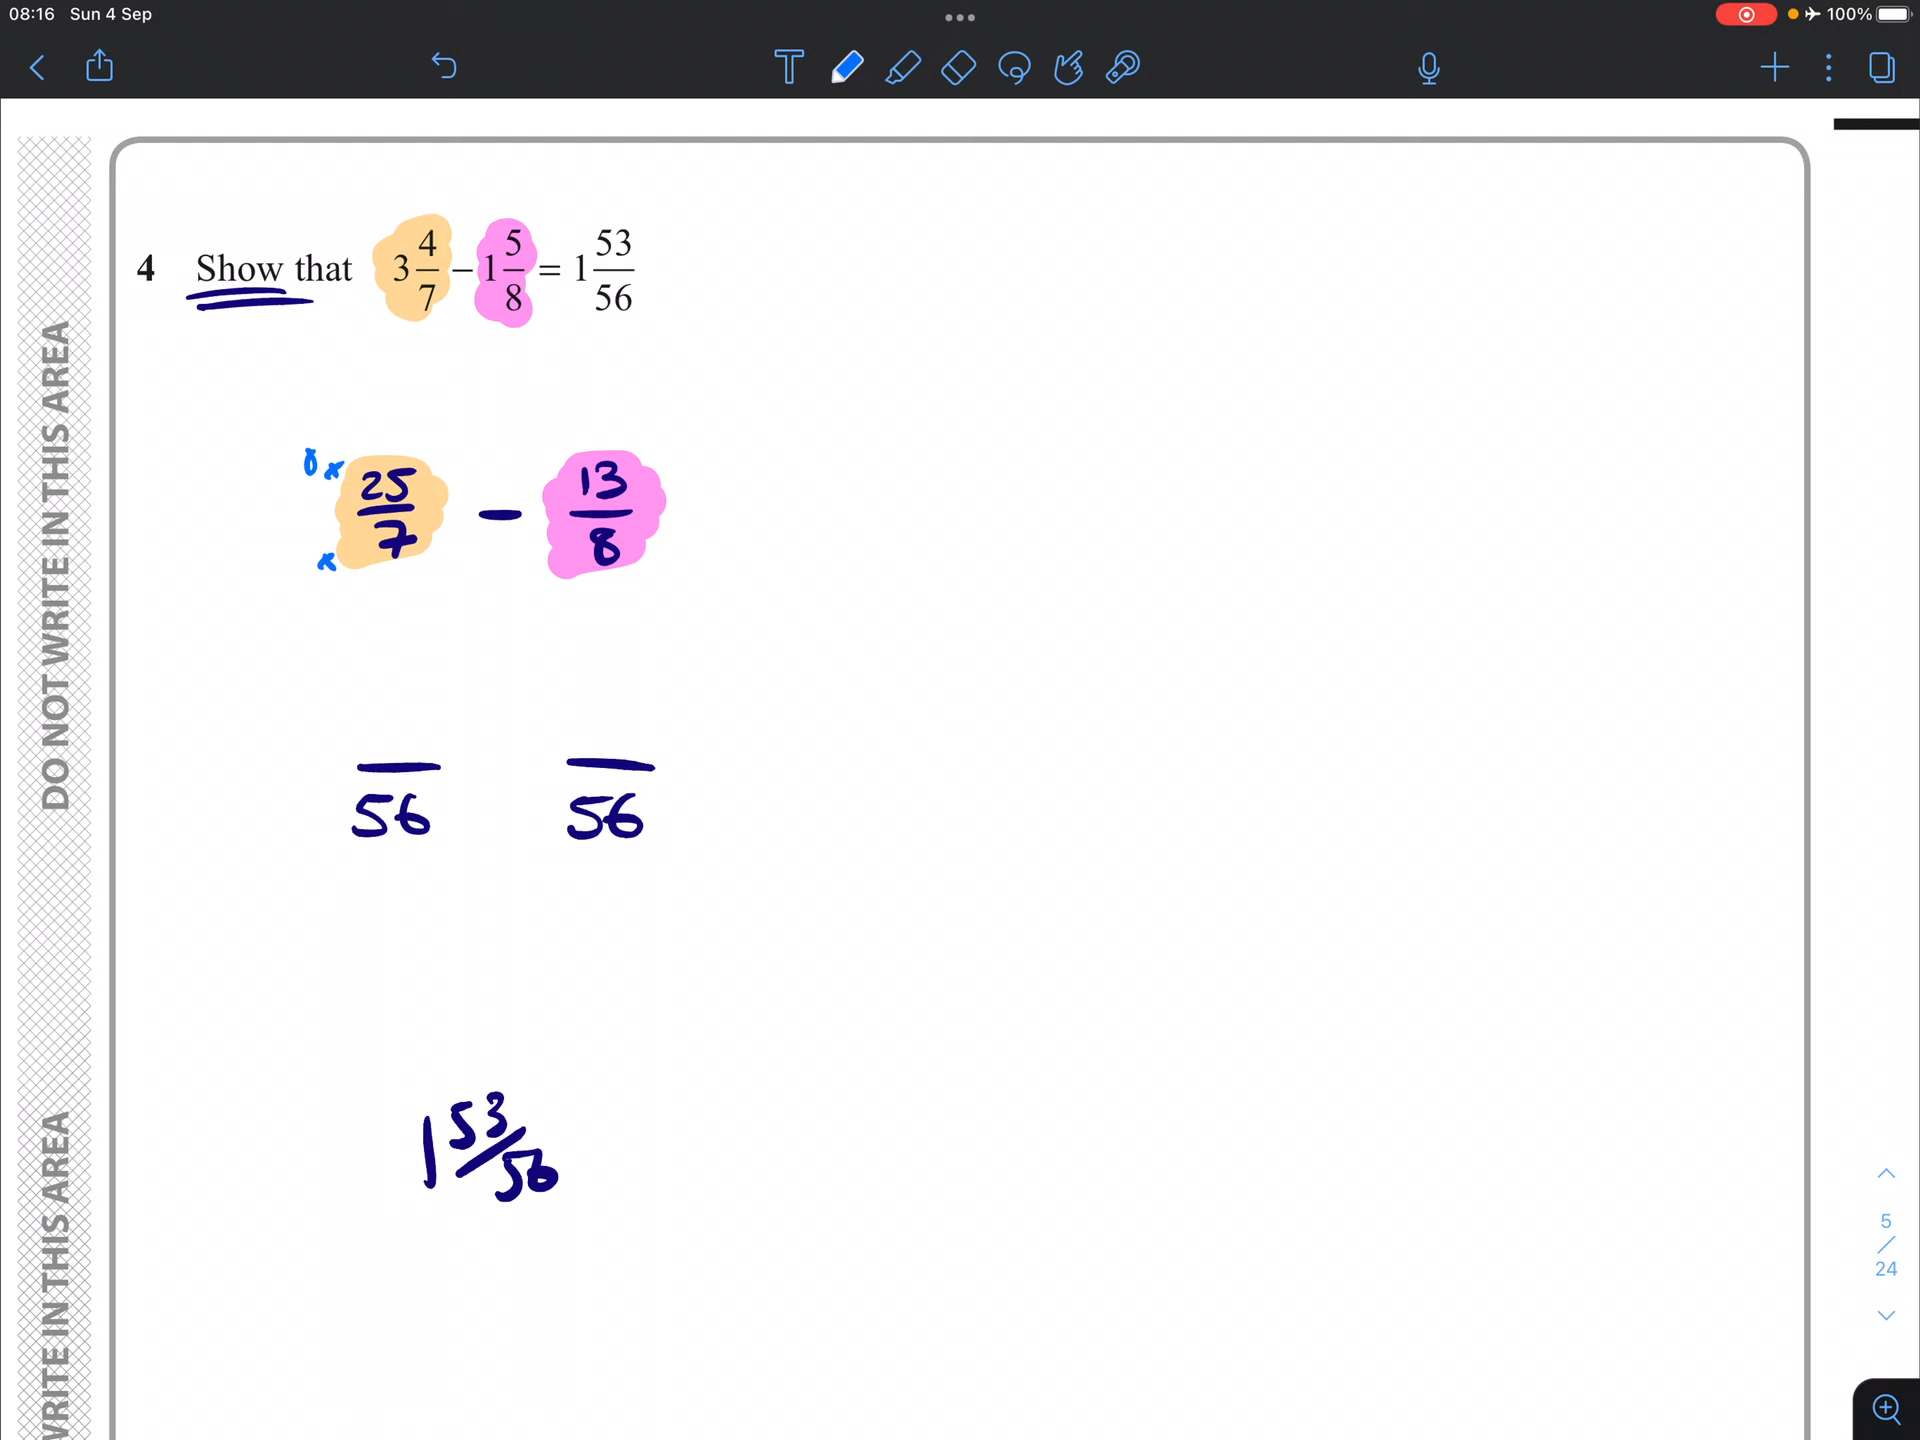 08:16 Sun 4 Sep
100%
4 Show that 3 4/7 − 1 5/8 = 1 53/56
8 × 25/7 − 13/8
×
56 56
1 53/56
5
/
24
DO NOT WRITE IN THIS AREA
WRITE IN THIS AREA